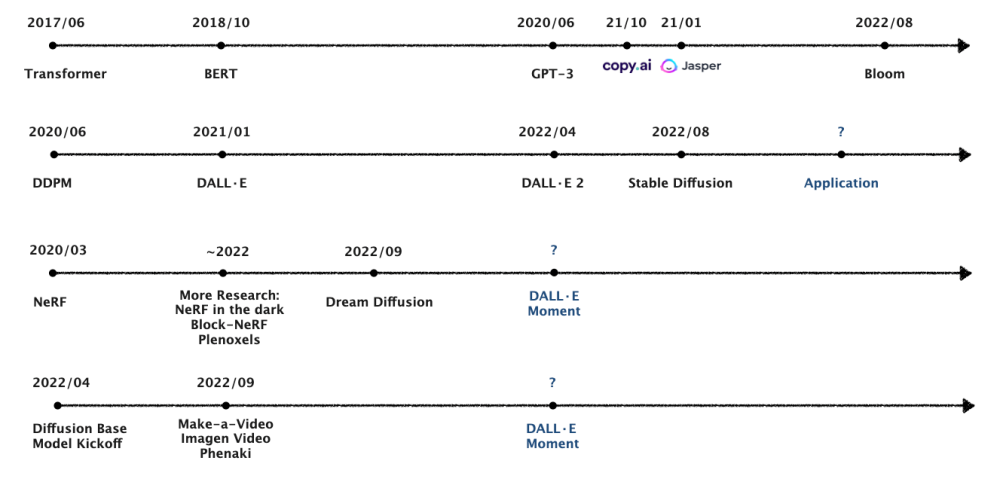 2017/06 2018/10 2020/06 21/10 21/01 2022/08
Transformer BERT GPT-3 copy.ai Jasper Bloom
2020/06 2021/01 2022/04 2022/08 ?
DDPM DALL·E DALL·E 2 Stable Diffusion Application
2020/03 ~2022 2022/09 ?
NeRF
More Research:
NeRF in the dark
Block-NeRF
Plenoxels
Dream Diffusion
DALL·E
Moment
2022/04 2022/09 ?
Diffusion Base
Model Kickoff
Make-a-Video
Imagen Video
Phenaki
DALL·E
Moment